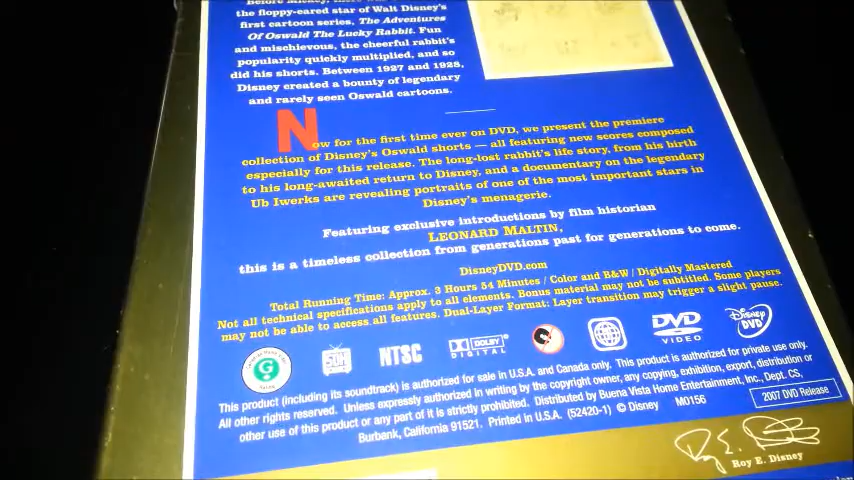 the floppy-eared star of Walt Disney's
first cartoon series, The Adventures
Of Oswald The Lucky Rabbit. Fun
and mischievous, the cheerful rabbit's
popularity quickly multiplied, and so
did his shorts. Between 1927 and 1928,
Disney created a bounty of legendary
and rarely seen Oswald cartoons.
Now for the first time ever on DVD, we present the premiere
collection of Disney's Oswald shorts — all featuring new scores composed
especially for this release. The long-lost rabbit's life story, from his birth
to his long-awaited return to Disney, and a documentary on the legendary
Ub Iwerks are revealing portraits of one of the most important stars in
Disney's menagerie.
Featuring exclusive introductions by film historian
LEONARD MALTIN,
this is a timeless collection from generations past for generations to come.
DisneyDVD.com
Total Running Time: Approx. 3 Hours 54 Minutes / Color and B&W / Digitally Mastered
Not all technical specifications apply to all elements. Bonus material may not be subtitled. Some players
may not be able to access all features. Dual-Layer Format: Layer transition may trigger a slight pause.
G
NTSC
DOLBY
DIGITAL
DVD
VIDEO
Disney
DVD
This product (including its soundtrack) is authorized for sale in U.S.A. and Canada only. This product is authorized for private use only.
All other rights reserved. Unless expressly authorized in writing by the copyright owner, any copying, exhibition, export, distribution or
other use of this product or any part of it is strictly prohibited. Distributed by Buena Vista Home Entertainment, Inc., Dept. CS,
Burbank, California 91521. Printed in U.S.A. (52420-1) © Disney M0156
2007 DVD Release
Roy E. Disney